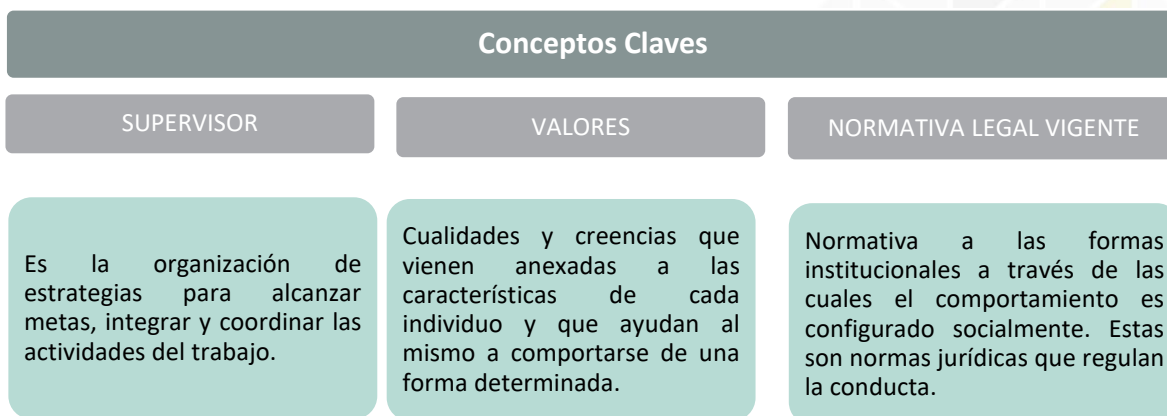 Conceptos Claves
SUPERVISOR
VALORES
NORMATIVA LEGAL VIGENTE
Es la organización de
estrategias para alcanzar
metas, integrar y coordinar las
actividades del trabajo.
Cualidades y creencias que
vienen anexadas a las
características de cada
individuo y que ayudan al
mismo a comportarse de una
forma determinada.
Normativa a las formas
institucionales a través de las
cuales el comportamiento es
configurado socialmente. Estas
son normas jurídicas que regulan
la conducta.